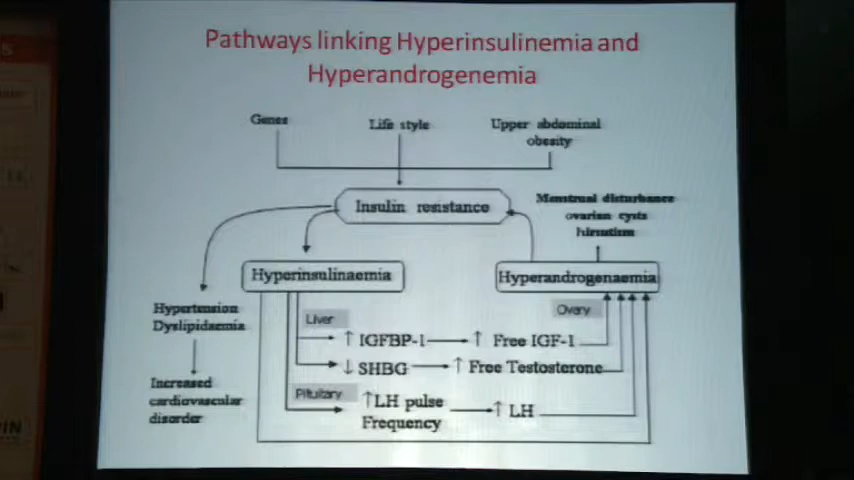 Pathways linking Hyperinsulinemia and
Hyperandrogenemia
Genes
Life style
Upper abdominal
obesity
Insulin resistance
Menstrual disturbance
ovarian cysts
hirsutism
Hyperinsulinaemia
Hyperandrogenaemia
Hypertension
Dyslipidaemia
Liver
Ovary
↑ IGFBP-1
↑ Free IGF-1
↓ SHBG
↑ Free Testosterone
Increased
cardiovascular
disorder
Pituitary
↑LH pulse
Frequency
↑ LH
PIN